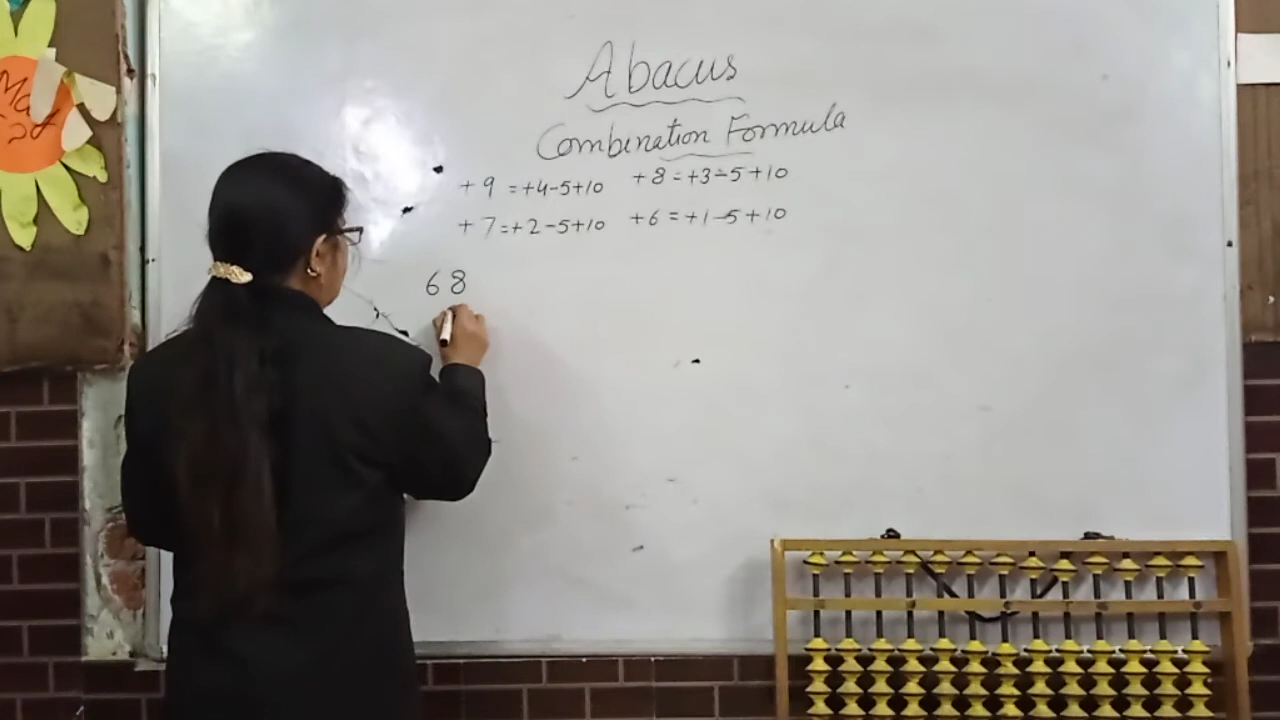 Abacus
Combination Formula
+ 9 = +4-5+10 + 8 = +3-5+10
+ 7 = +2-5+10 + 6 = +1-5+10
68
May